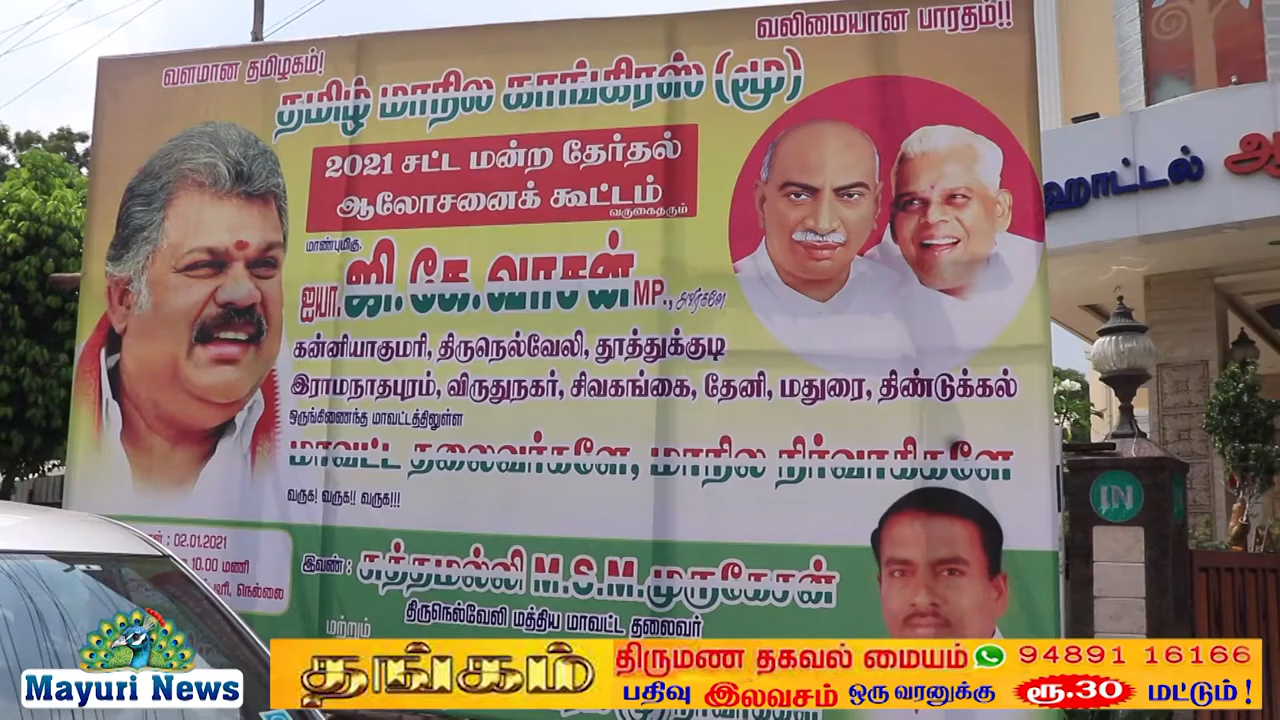 வளமான தமிழகம்!
வலிமையான பாரதம்!!
தமிழ் மாநில காங்கிரஸ் (மூ)
2021 சட்ட மன்ற தேர்தல்
ஆலோசனைக் கூட்டம்
வருகைதரும்
மாண்புமிகு.
ஐயா. ஜி.கே.வாசன் MP., அவர்களே
கன்னியாகுமரி, திருநெல்வேலி, தூத்துக்குடி
இராமநாதபுரம், விருதுநகர், சிவகங்கை, தேனி, மதுரை, திண்டுக்கல்
ஒருங்கிணைந்த மாவட்டத்திலுள்ள
மாவட்ட தலைவர்களே, மாநில நிர்வாகிகளே
வருக! வருக!! வருக!!!
: 02.01.2021
10.00 மணி
நெல்லை
இவண் : சுத்தமல்லி M.S.M.முருகேசன்
திருநெல்வேலி மத்திய மாவட்ட தலைவர்
மற்றும்
ஹாட்டல்
IN
Mayuri News
தங்கம்
திருமண தகவல் மையம் 94891 16166
பதிவு இலவசம் ஒரு வரனுக்கு ரூ.30 மட்டும் !